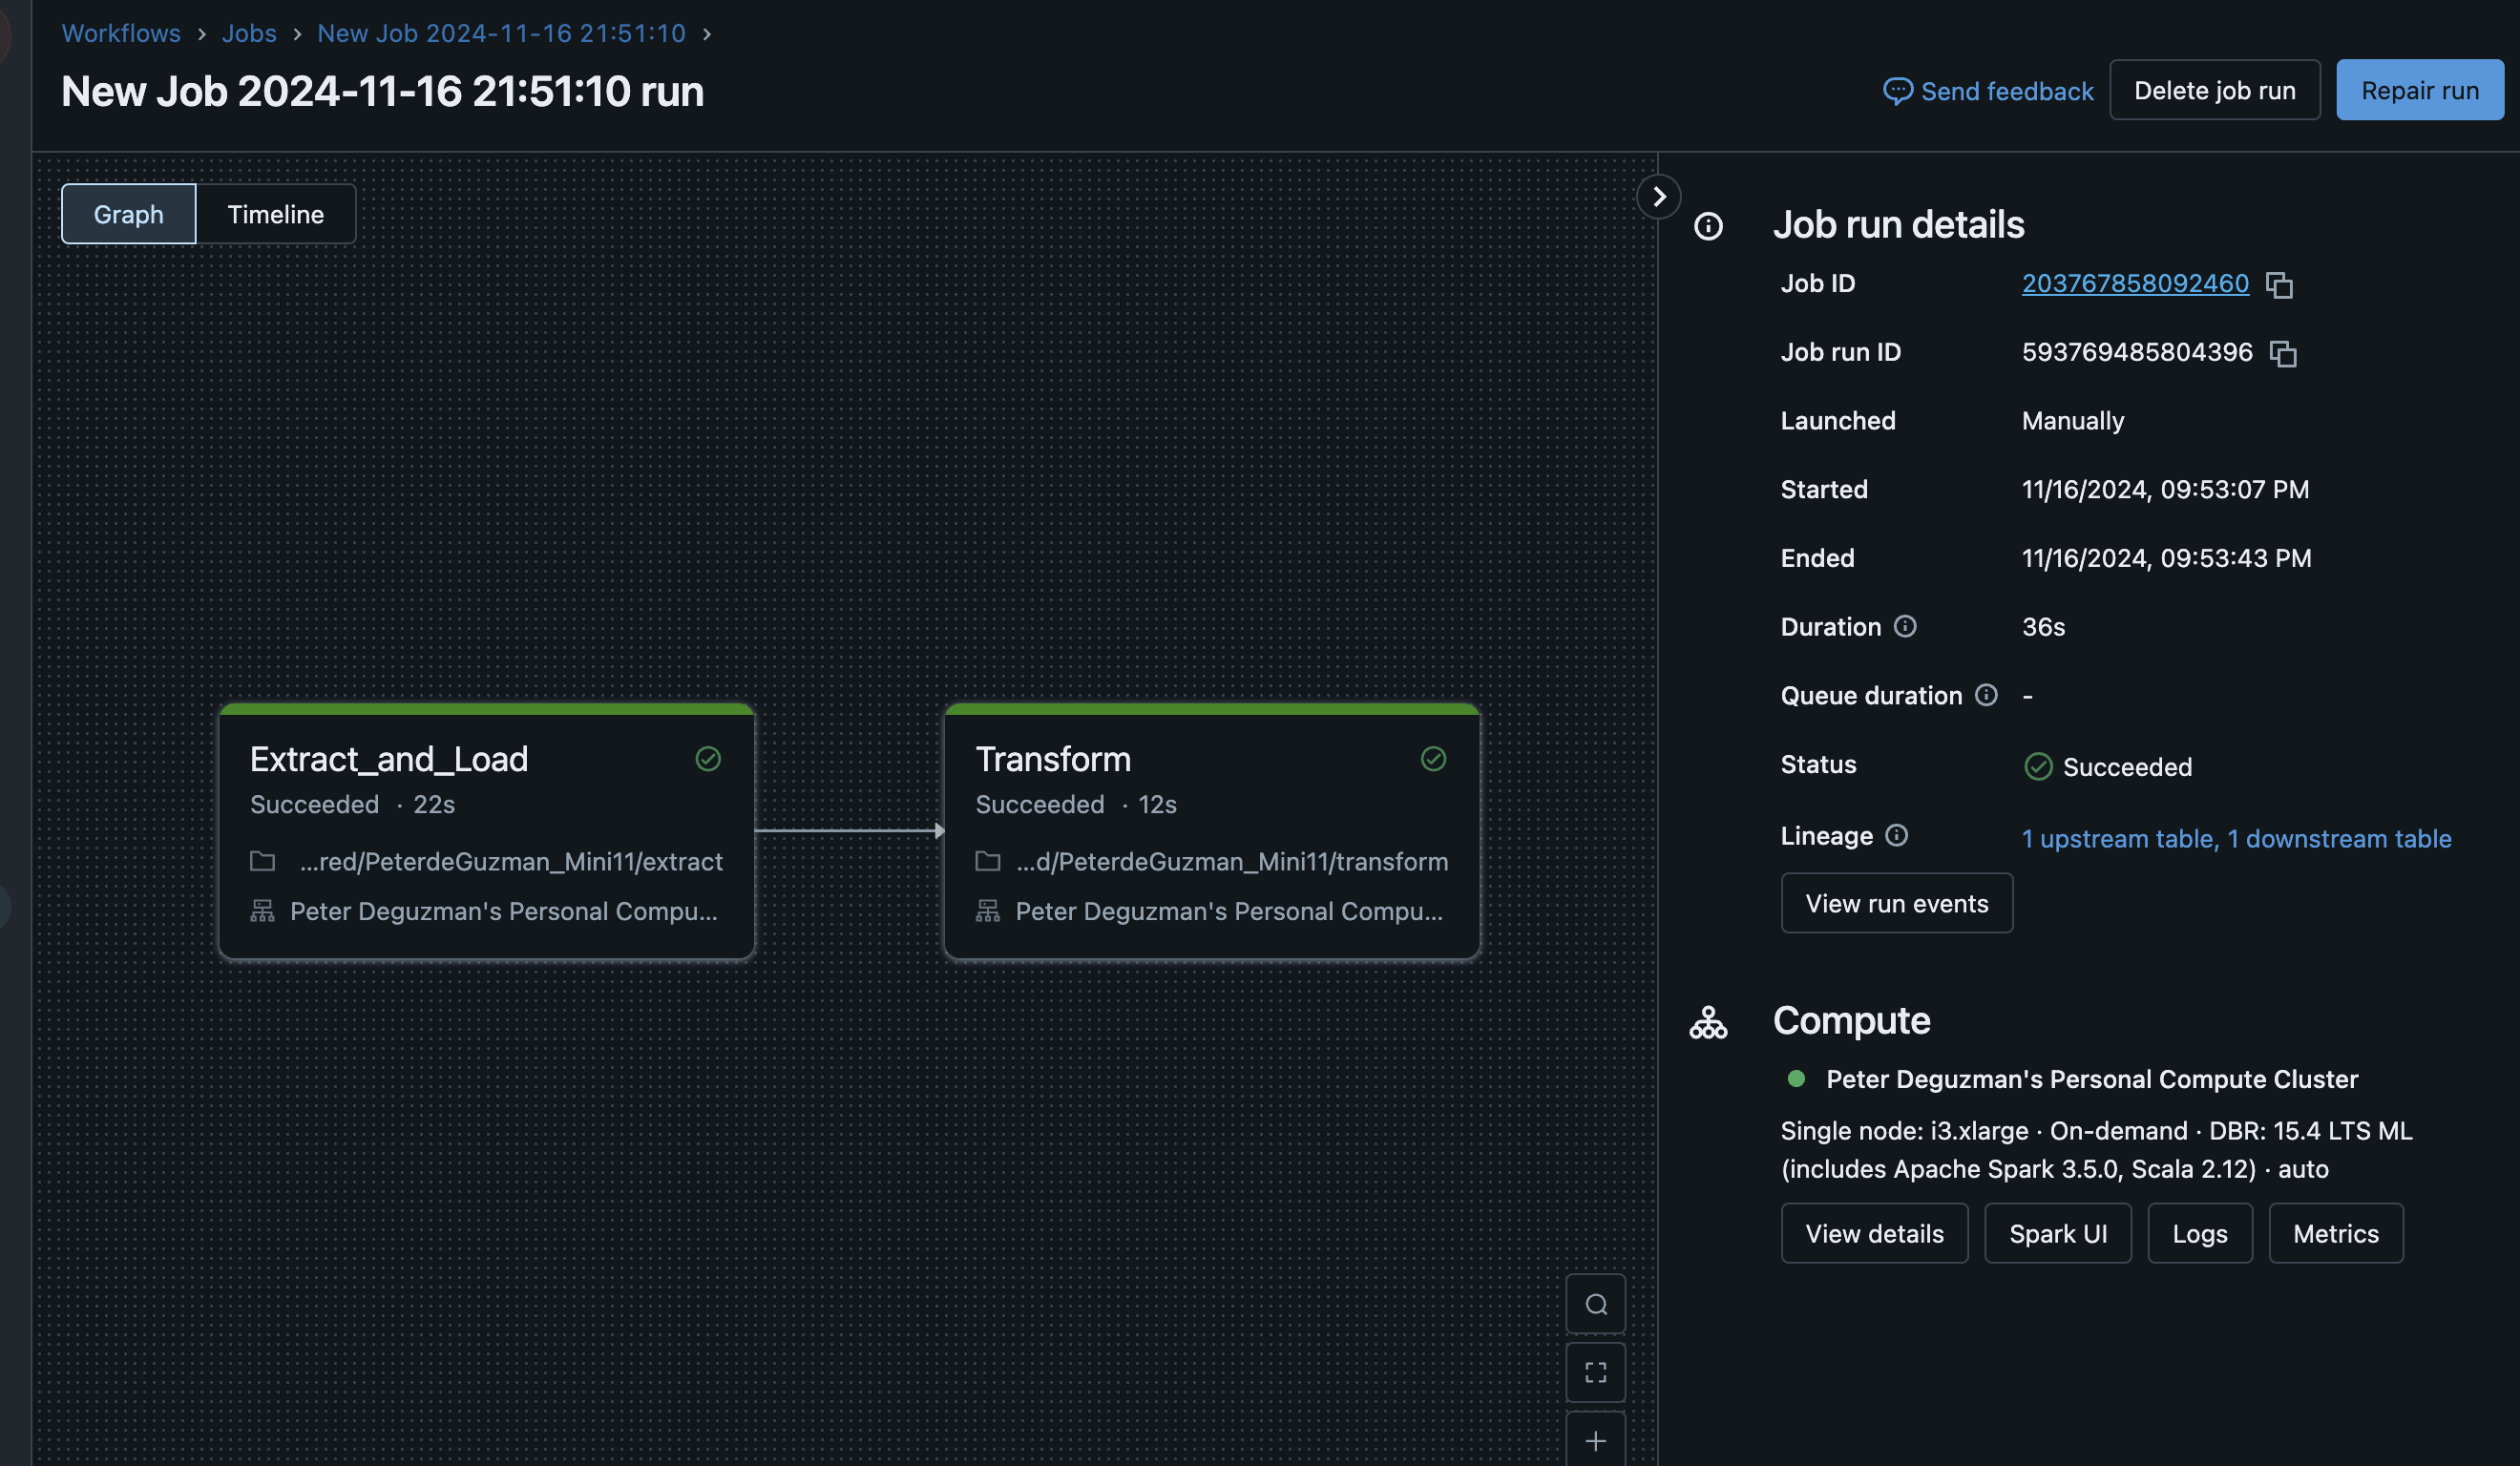 Workflows › Jobs › New Job 2024-11-16 21:51:10 ›
New Job 2024-11-16 21:51:10 run
Send feedback
Delete job run
Repair run
Graph
Timeline
Extract_and_Load
Succeeded · 22s
...red/PeterdeGuzman_Mini11/extract
Peter Deguzman's Personal Compu...
Transform
Succeeded · 12s
...d/PeterdeGuzman_Mini11/transform
Peter Deguzman's Personal Compu...
Job run details
Job ID 203767858092460
Job run ID 593769485804396
Launched Manually
Started 11/16/2024, 09:53:07 PM
Ended 11/16/2024, 09:53:43 PM
Duration 36s
Queue duration -
Status Succeeded
Lineage 1 upstream table, 1 downstream table
View run events
Compute
Peter Deguzman's Personal Compute Cluster
Single node: i3.xlarge · On-demand · DBR: 15.4 LTS ML
(includes Apache Spark 3.5.0, Scala 2.12) · auto
View details
Spark UI
Logs
Metrics